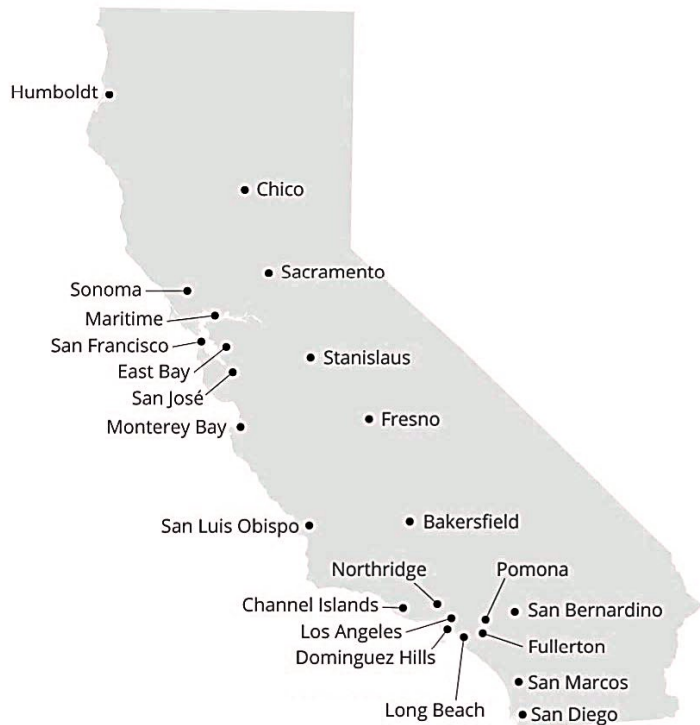 Humboldt
Chico
Sacramento
Sonoma
Maritime
San Francisco
East Bay
Stanislaus
San José
Fresno
Monterey Bay
San Luis Obispo
Bakersfield
Northridge
Pomona
Channel Islands
San Bernardino
Los Angeles
Fullerton
Dominguez Hills
San Marcos
Long Beach
San Diego